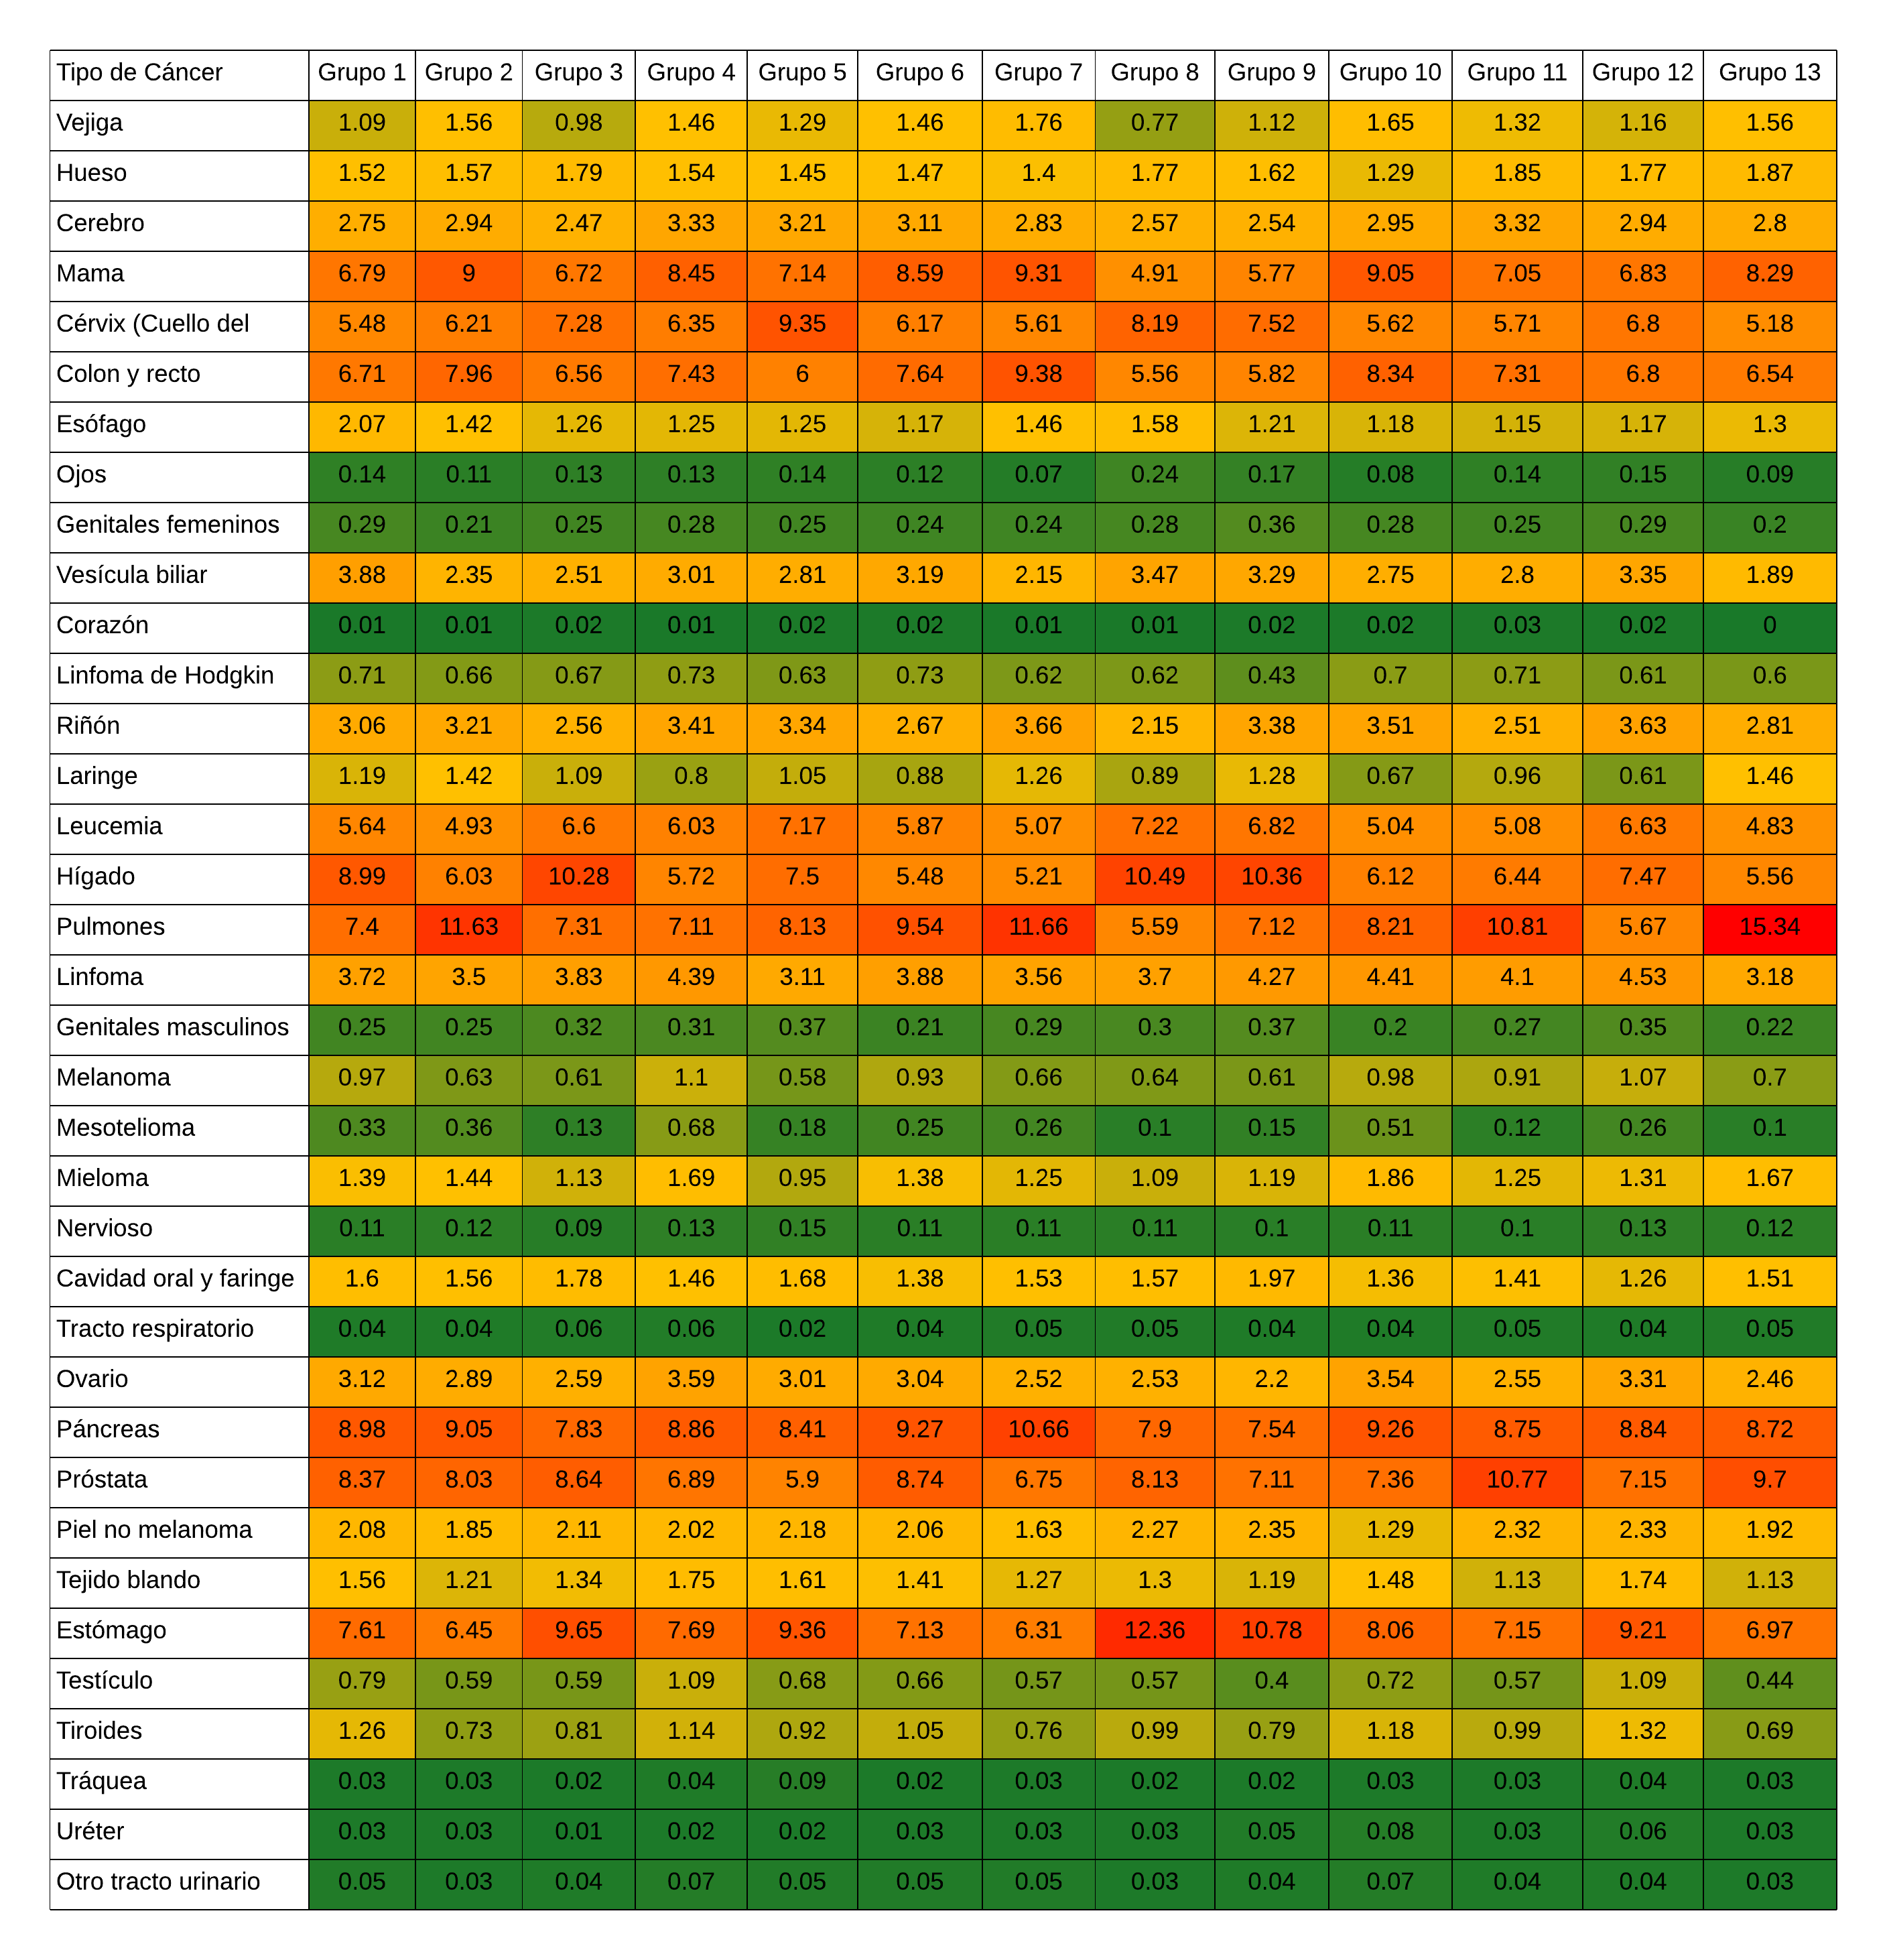 Tipo de Cáncer Grupo 1 Grupo 2 Grupo 3 Grupo 4 Grupo 5 Grupo 6 Grupo 7 Grupo 8 Grupo 9 Grupo 10 Grupo 11 Grupo 12 Grupo 13
Vejiga 1.09 1.56 0.98 1.46 1.29 1.46 1.76 0.77 1.12 1.65 1.32 1.16 1.56
Hueso 1.52 1.57 1.79 1.54 1.45 1.47 1.4 1.77 1.62 1.29 1.85 1.77 1.87
Cerebro 2.75 2.94 2.47 3.33 3.21 3.11 2.83 2.57 2.54 2.95 3.32 2.94 2.8
Mama 6.79 9 6.72 8.45 7.14 8.59 9.31 4.91 5.77 9.05 7.05 6.83 8.29
Cérvix (Cuello del 5.48 6.21 7.28 6.35 9.35 6.17 5.61 8.19 7.52 5.62 5.71 6.8 5.18
Colon y recto 6.71 7.96 6.56 7.43 6 7.64 9.38 5.56 5.82 8.34 7.31 6.8 6.54
Esófago 2.07 1.42 1.26 1.25 1.25 1.17 1.46 1.58 1.21 1.18 1.15 1.17 1.3
Ojos 0.14 0.11 0.13 0.13 0.14 0.12 0.07 0.24 0.17 0.08 0.14 0.15 0.09
Genitales femeninos 0.29 0.21 0.25 0.28 0.25 0.24 0.24 0.28 0.36 0.28 0.25 0.29 0.2
Vesícula biliar 3.88 2.35 2.51 3.01 2.81 3.19 2.15 3.47 3.29 2.75 2.8 3.35 1.89
Corazón 0.01 0.01 0.02 0.01 0.02 0.02 0.01 0.01 0.02 0.02 0.03 0.02 0
Linfoma de Hodgkin 0.71 0.66 0.67 0.73 0.63 0.73 0.62 0.62 0.43 0.7 0.71 0.61 0.6
Riñón 3.06 3.21 2.56 3.41 3.34 2.67 3.66 2.15 3.38 3.51 2.51 3.63 2.81
Laringe 1.19 1.42 1.09 0.8 1.05 0.88 1.26 0.89 1.28 0.67 0.96 0.61 1.46
Leucemia 5.64 4.93 6.6 6.03 7.17 5.87 5.07 7.22 6.82 5.04 5.08 6.63 4.83
Hígado 8.99 6.03 10.28 5.72 7.5 5.48 5.21 10.49 10.36 6.12 6.44 7.47 5.56
Pulmones 7.4 11.63 7.31 7.11 8.13 9.54 11.66 5.59 7.12 8.21 10.81 5.67 15.34
Linfoma 3.72 3.5 3.83 4.39 3.11 3.88 3.56 3.7 4.27 4.41 4.1 4.53 3.18
Genitales masculinos 0.25 0.25 0.32 0.31 0.37 0.21 0.29 0.3 0.37 0.2 0.27 0.35 0.22
Melanoma 0.97 0.63 0.61 1.1 0.58 0.93 0.66 0.64 0.61 0.98 0.91 1.07 0.7
Mesotelioma 0.33 0.36 0.13 0.68 0.18 0.25 0.26 0.1 0.15 0.51 0.12 0.26 0.1
Mieloma 1.39 1.44 1.13 1.69 0.95 1.38 1.25 1.09 1.19 1.86 1.25 1.31 1.67
Nervioso 0.11 0.12 0.09 0.13 0.15 0.11 0.11 0.11 0.1 0.11 0.1 0.13 0.12
Cavidad oral y faringe 1.6 1.56 1.78 1.46 1.68 1.38 1.53 1.57 1.97 1.36 1.41 1.26 1.51
Tracto respiratorio 0.04 0.04 0.06 0.06 0.02 0.04 0.05 0.05 0.04 0.04 0.05 0.04 0.05
Ovario 3.12 2.89 2.59 3.59 3.01 3.04 2.52 2.53 2.2 3.54 2.55 3.31 2.46
Páncreas 8.98 9.05 7.83 8.86 8.41 9.27 10.66 7.9 7.54 9.26 8.75 8.84 8.72
Próstata 8.37 8.03 8.64 6.89 5.9 8.74 6.75 8.13 7.11 7.36 10.77 7.15 9.7
Piel no melanoma 2.08 1.85 2.11 2.02 2.18 2.06 1.63 2.27 2.35 1.29 2.32 2.33 1.92
Tejido blando 1.56 1.21 1.34 1.75 1.61 1.41 1.27 1.3 1.19 1.48 1.13 1.74 1.13
Estómago 7.61 6.45 9.65 7.69 9.36 7.13 6.31 12.36 10.78 8.06 7.15 9.21 6.97
Testículo 0.79 0.59 0.59 1.09 0.68 0.66 0.57 0.57 0.4 0.72 0.57 1.09 0.44
Tiroides 1.26 0.73 0.81 1.14 0.92 1.05 0.76 0.99 0.79 1.18 0.99 1.32 0.69
Tráquea 0.03 0.03 0.02 0.04 0.09 0.02 0.03 0.02 0.02 0.03 0.03 0.04 0.03
Uréter 0.03 0.03 0.01 0.02 0.02 0.03 0.03 0.03 0.05 0.08 0.03 0.06 0.03
Otro tracto urinario 0.05 0.03 0.04 0.07 0.05 0.05 0.05 0.03 0.04 0.07 0.04 0.04 0.03